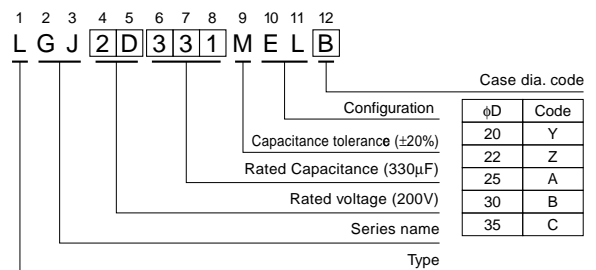 1 2 3 4 5 6 7 8 9 10 11 12
L G J 2 D 3 3 1 M E L B
Case dia. code
Configuration
Capacitance tolerance (±20%)
Rated Capacitance (330μF)
Rated voltage (200V)
Series name
Type
ϕD Code
20 Y
22 Z
25 A
30 B
35 C